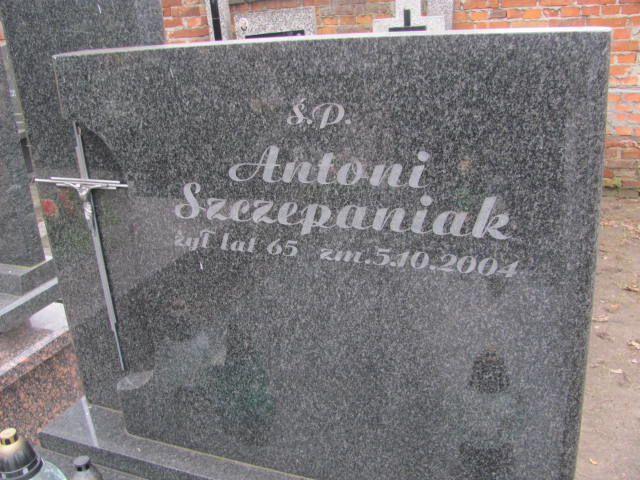 Ś.P.
Antoni
Szczepaniak
żył lat 65 zm.5.10.2004